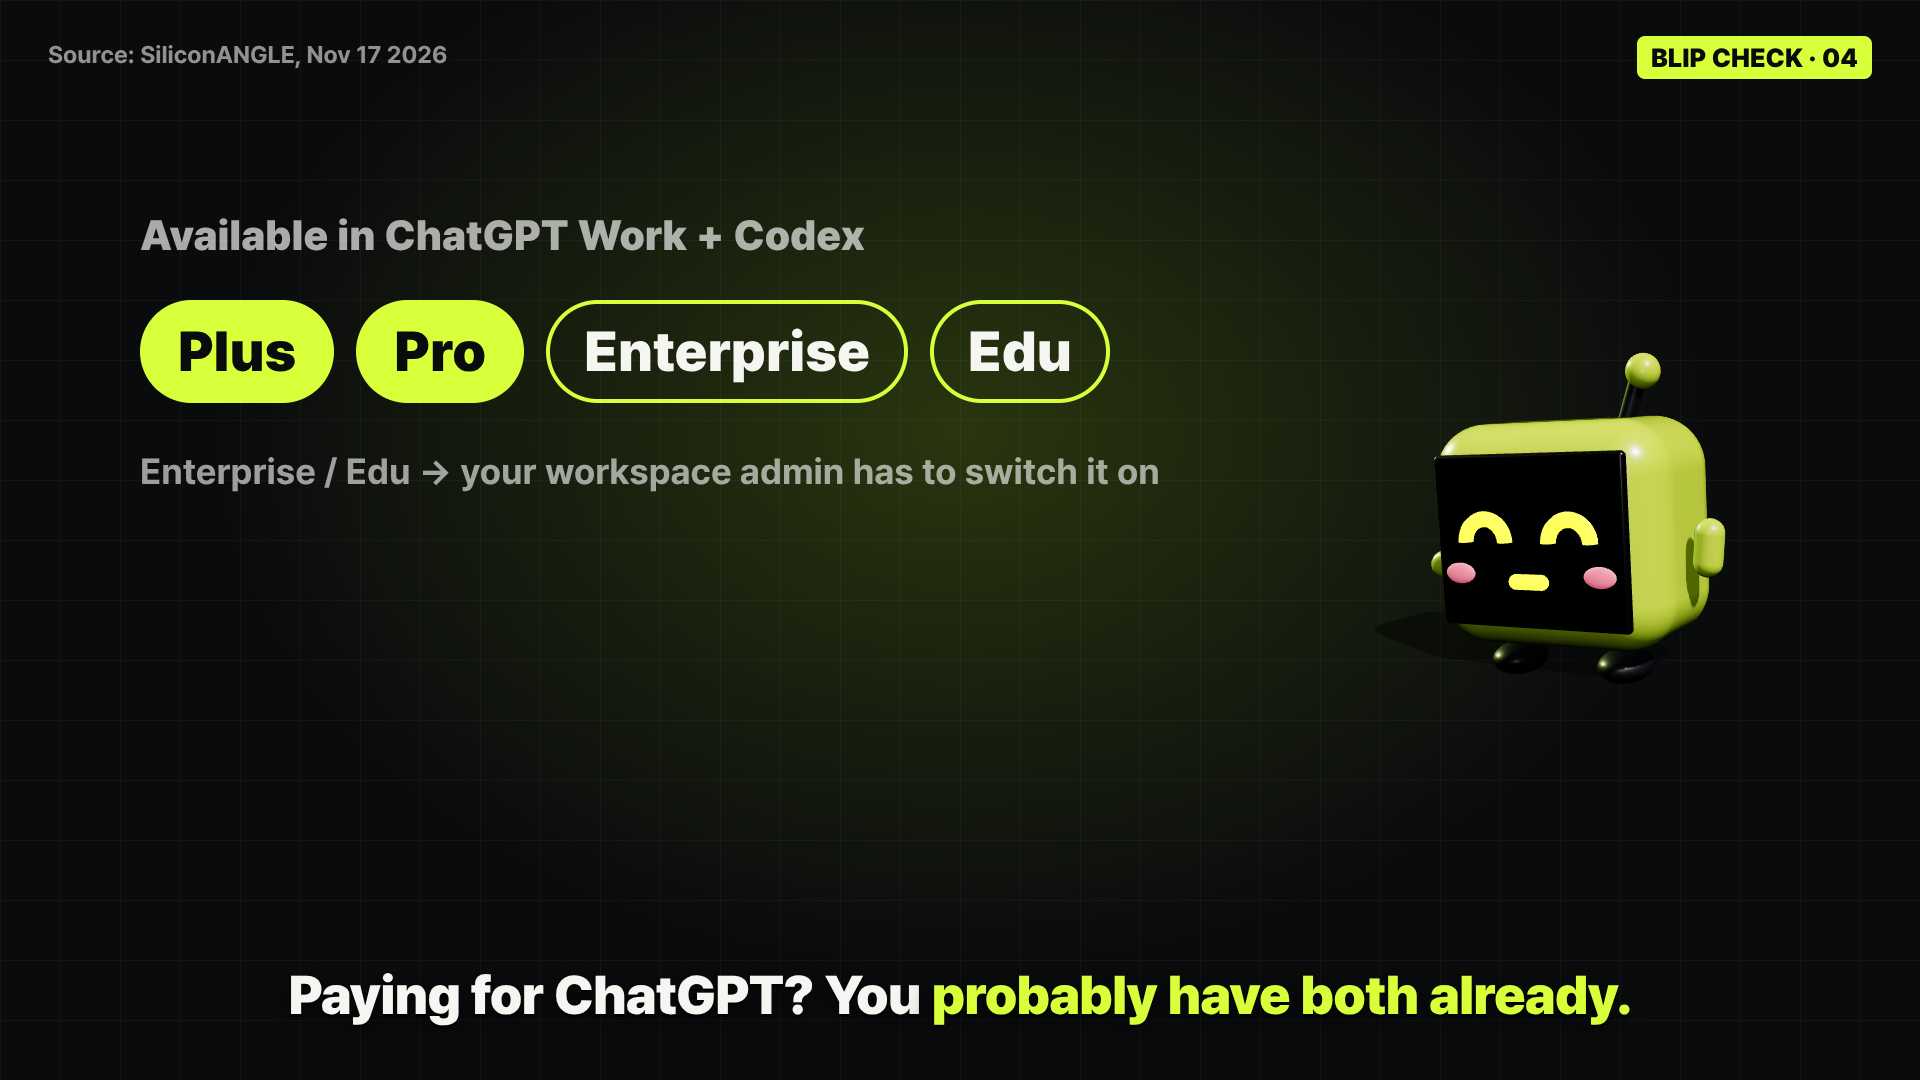 Source: SiliconANGLE, Nov 17 2026
BLIP CHECK · 04
Available in ChatGPT Work + Codex
Plus Pro Enterprise Edu
Enterprise / Edu → your workspace admin has to switch it on
Paying for ChatGPT? You probably have both already.